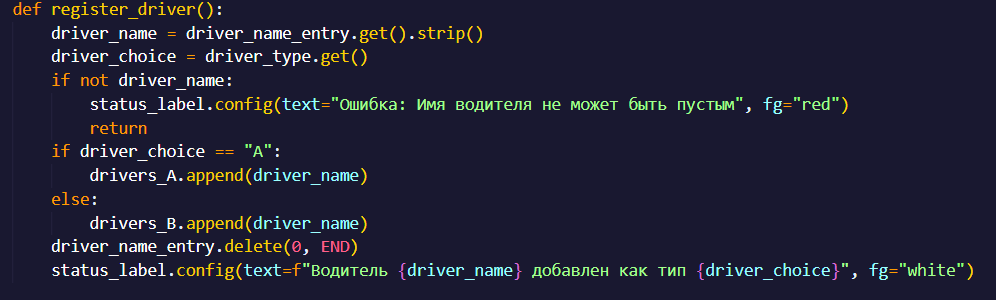 def register_driver():
    driver_name = driver_name_entry.get().strip()
    driver_choice = driver_type.get()
    if not driver_name:
        status_label.config(text="Ошибка: Имя водителя не может быть пустым", fg="red")
        return
    if driver_choice == "A":
        drivers_A.append(driver_name)
    else:
        drivers_B.append(driver_name)
    driver_name_entry.delete(0, END)
    status_label.config(text=f"Водитель {driver_name} добавлен как тип {driver_choice}", fg="white")